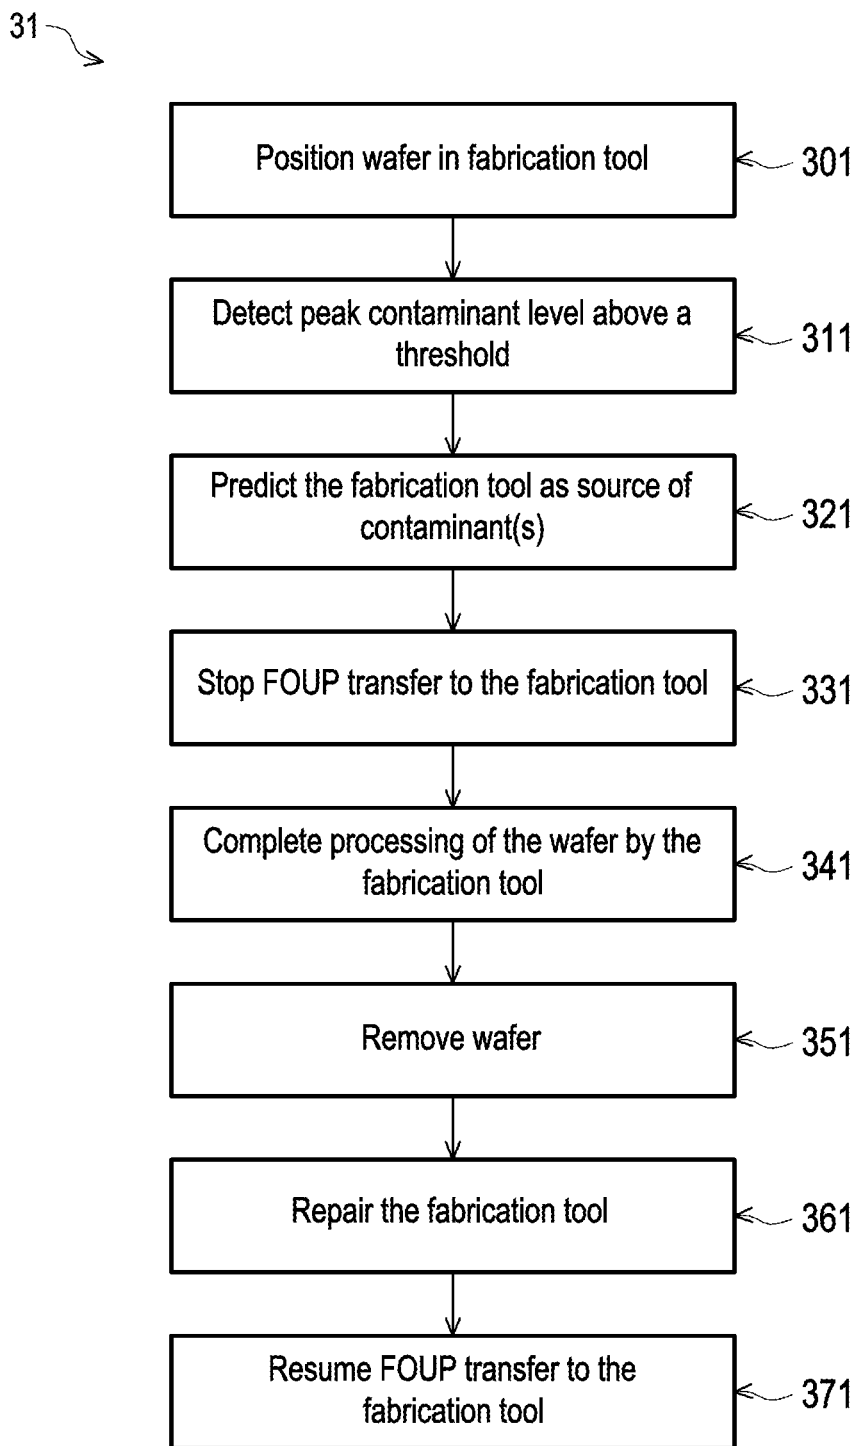 31
Position wafer in fabrication tool
301
Detect peak contaminant level above a
threshold
311
Predict the fabrication tool as source of
contaminant(s)
321
Stop FOUP transfer to the fabrication tool
331
Complete processing of the wafer by the
fabrication tool
341
Remove wafer
351
Repair the fabrication tool
361
Resume FOUP transfer to the
fabrication tool
371